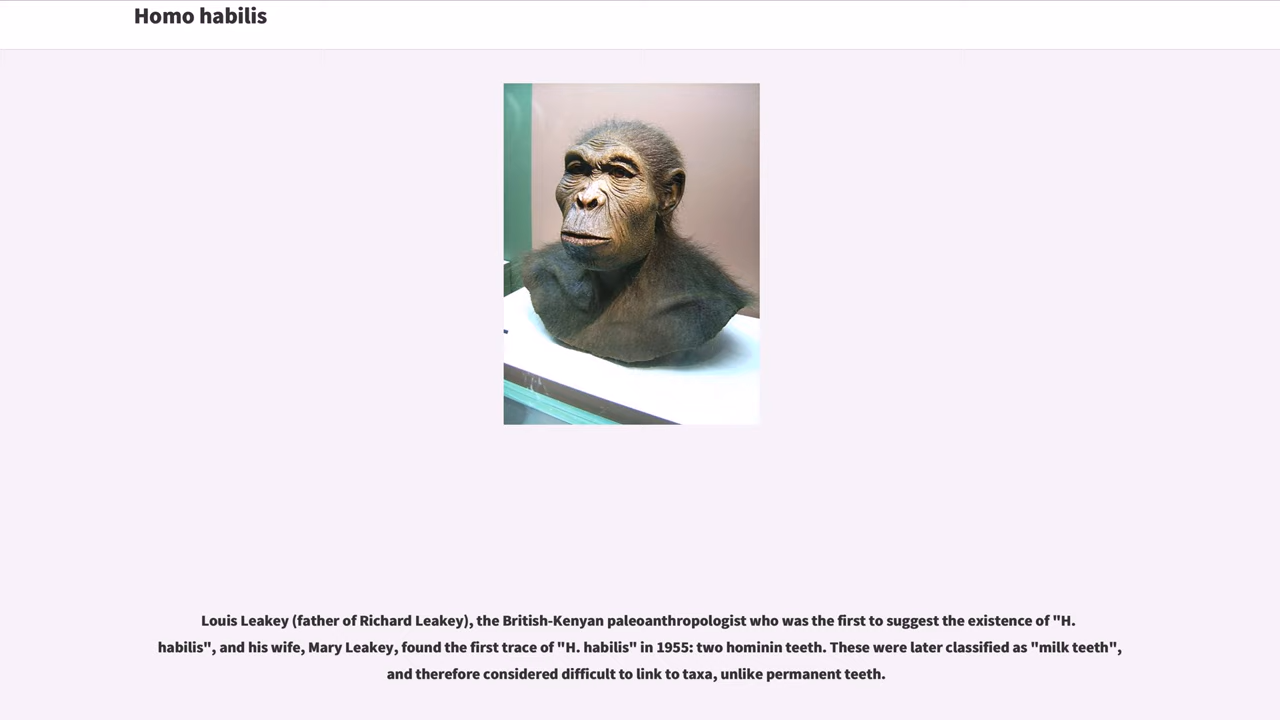 Homo habilis
Louis Leakey (father of Richard Leakey), the British-Kenyan paleoanthropologist who was the first to suggest the existence of "H.
habilis", and his wife, Mary Leakey, found the first trace of "H. habilis" in 1955: two hominin teeth. These were later classified as "milk teeth",
and therefore considered difficult to link to taxa, unlike permanent teeth.